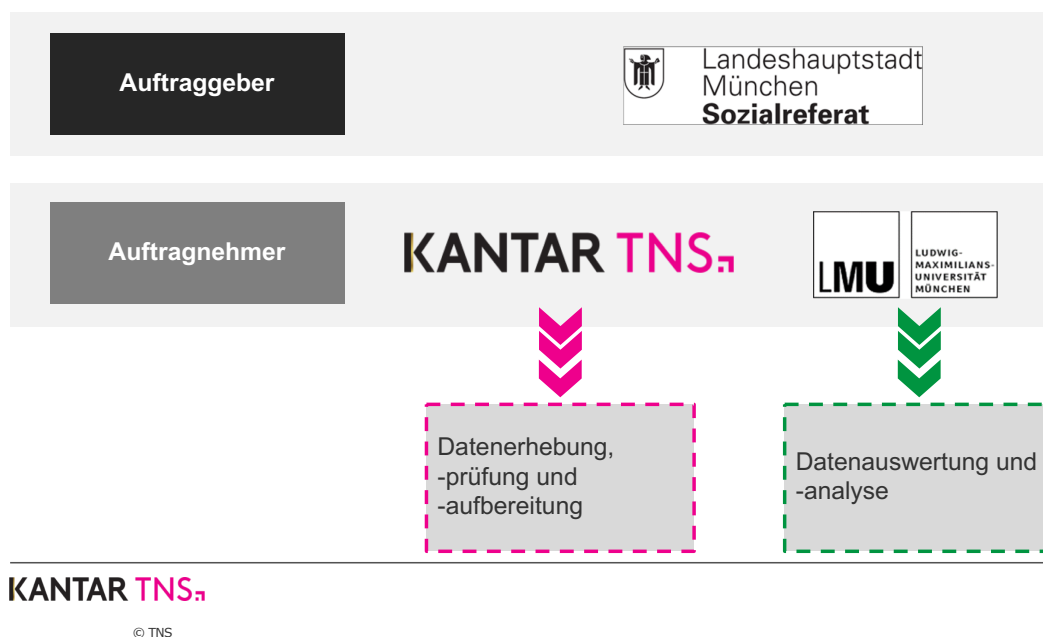 Auftraggeber
Landeshauptstadt
München
Sozialreferat
Auftragnehmer
KANTAR TNS
LMU
LUDWIG-
MAXIMILIANS-
UNIVERSITÄT
MÜNCHEN
Datenerhebung,
-prüfung und
-aufbereitung
Datenauswertung und
-analyse
KANTAR TNS
© TNS